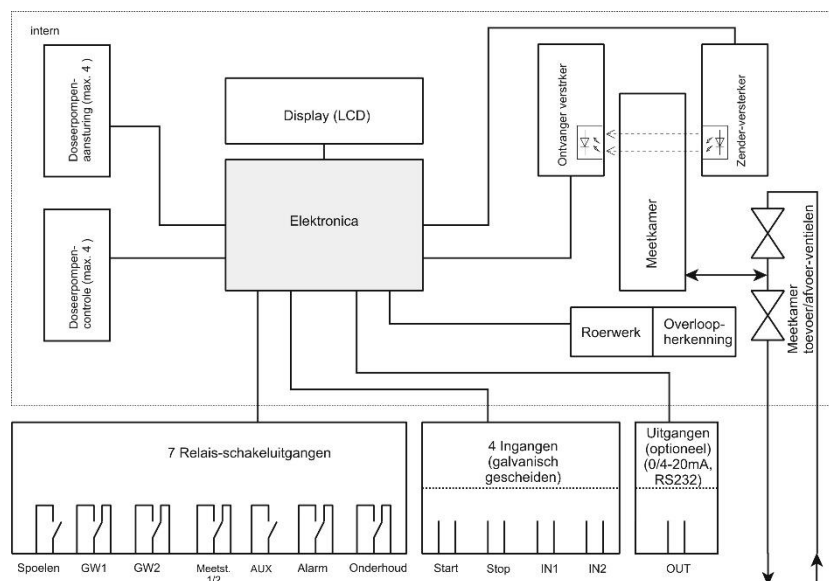 intern
Doseerpompen-
aansturing (max. 4 )
Display (LCD)
Ontvanger verstrker
Zender-versterker
Elektronica
Meetkamer
Doseerpompen-
controle (max. 4 )
Meetkamer
toevoer/afvoer-ventielen
Roerwerk
Overloop-
herkenning
7 Relais-schakeluitgangen
4 Ingangen
(galvanisch
gescheiden)
Uitgangen
(optioneel)
(0/4-20mA,
RS232)
Spoelen
GW1
GW2
Meetst.
1/2
AUX
Alarm
Onderhoud
Start
Stop
IN1
IN2
OUT